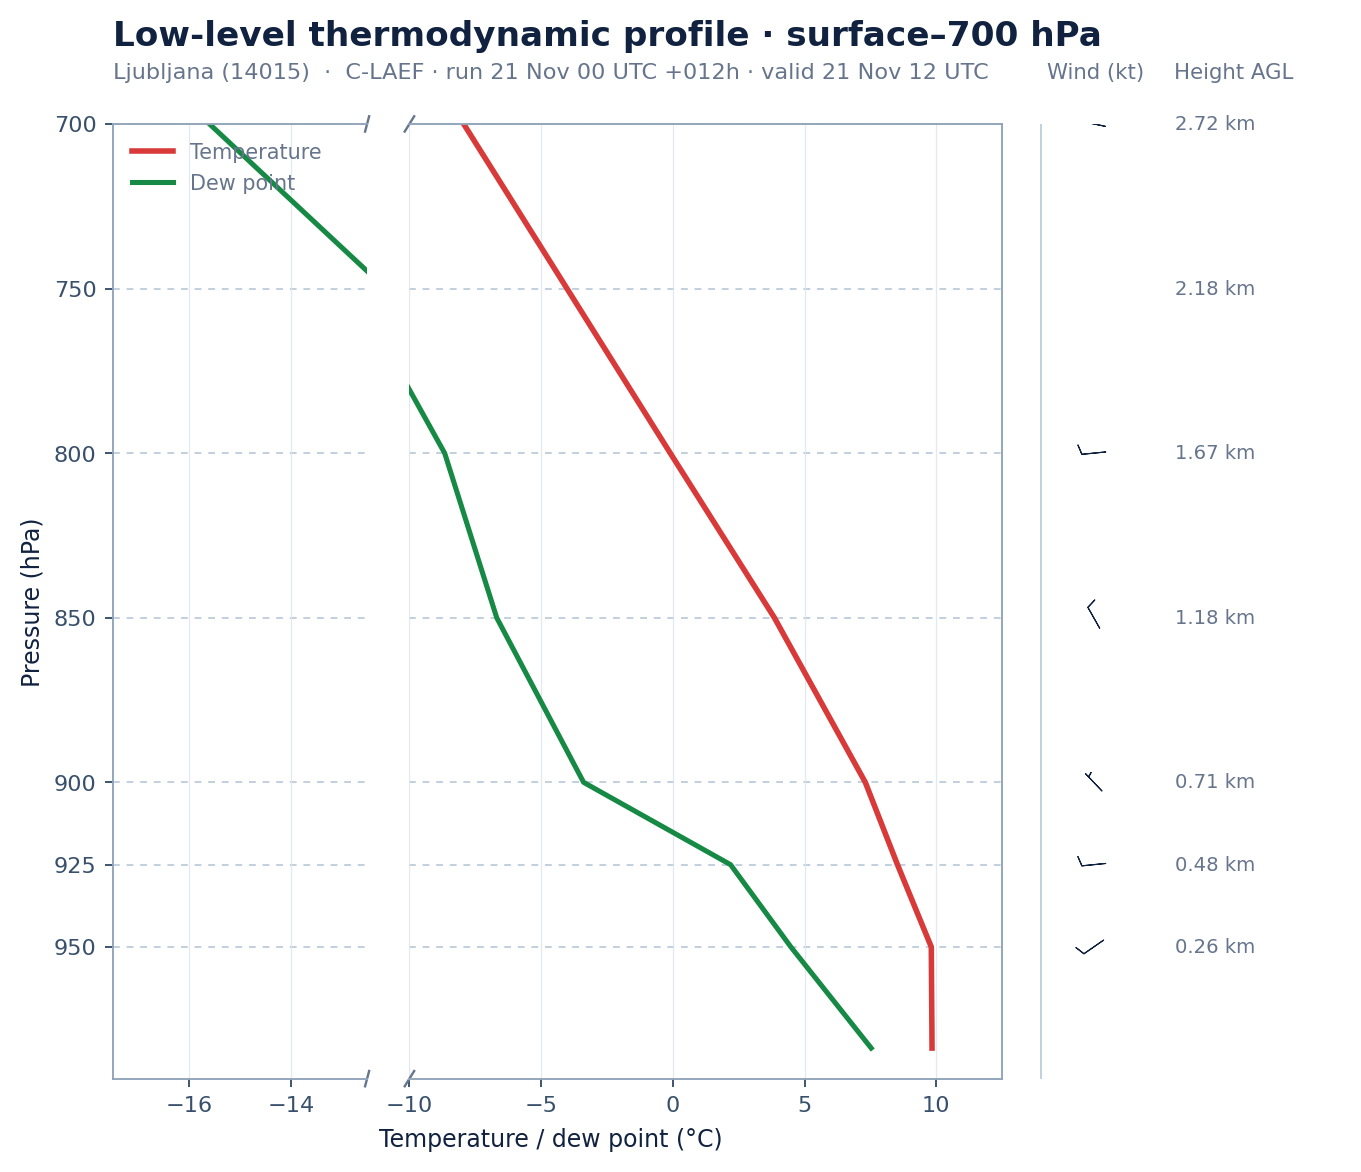 Low-level thermodynamic profile · surface–700 hPa
Ljubljana (14015) · C-LAEF · run 21 Nov 00 UTC +012h · valid 21 Nov 12 UTC
Wind (kt)
Height AGL
Temperature
Dew point
700
750
800
850
900
925
950
Pressure (hPa)
2.72 km
2.18 km
1.67 km
1.18 km
0.71 km
0.48 km
0.26 km
−16 −14 −10 −5 0 5 10
Temperature / dew point (°C)